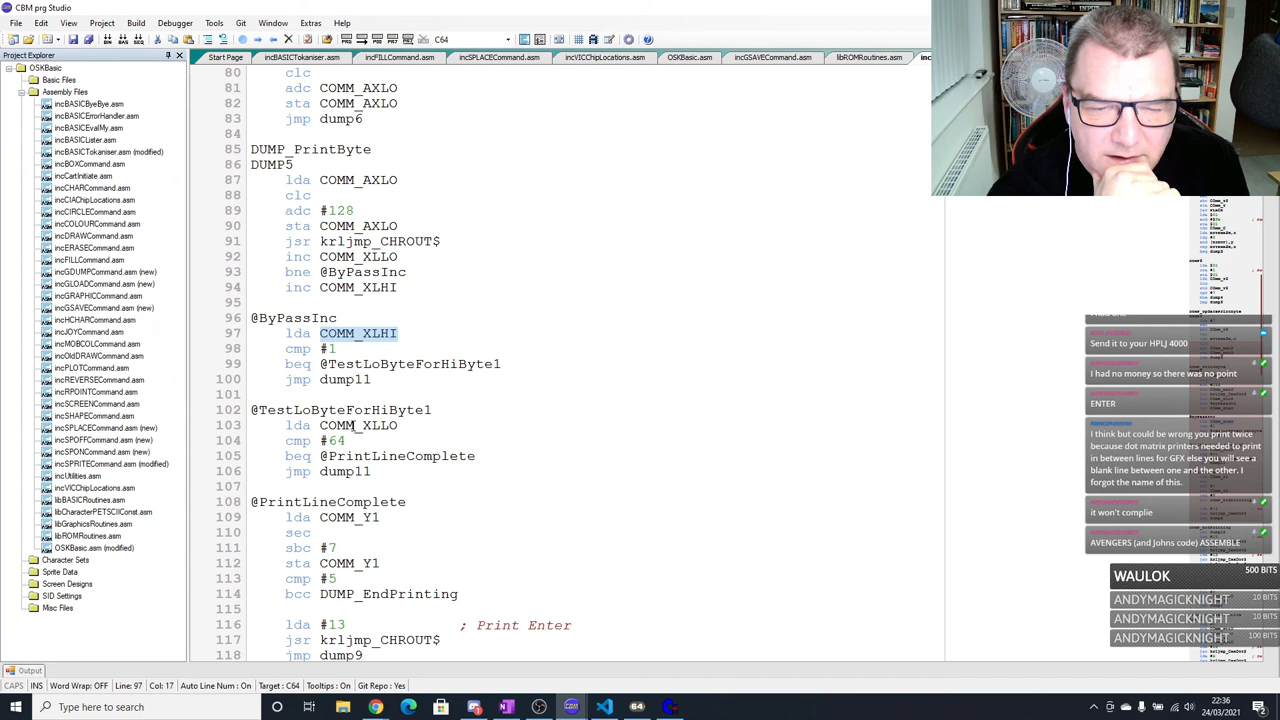 CBM prg Studio
File Edit View Project Build Debugger Tools Git Window Extras Help
C64
Project Explorer
Start Page incBASICTokaniser.asm incFILLCommand.asm incSPLACECommand.asm incVICChipLocations.asm OSKBasic.asm incGSAVECommand.asm libROMRoutines.asm inc
OSKBasic
Basic Files
Assembly Files
incBASICByeBye.asm
incBASICErrorHandler.asm
incBASICEvalMy.asm
incBASICLister.asm
incBASICTokaniser.asm (modified)
incBOXCommand.asm
incCartInitiate.asm
incCHARCommand.asm
incCIAChipLocations.asm
incCIRCLECommand.asm
incCOLOURCommand.asm
incDRAWCommand.asm
incERASECommand.asm
incFILLCommand.asm
incGDUMPCommand.asm (new)
incGLOADCommand.asm (new)
incGRAPHICCommand.asm
incGSAVECommand.asm (new)
incHCHARCommand.asm
incJOYCommand.asm
incMOBCOLCommand.asm
incOldDRAWCommand.asm
incPLOTCommand.asm
incREVERSECommand.asm
incRPOINTCommand.asm
incSCREENCommand.asm
incSHAPECommand.asm
incSPLACECommand.asm (new)
incSPOFFCommand.asm (new)
incSPONCommand.asm (new)
incSPRITECommand.asm (modified)
incUtilities.asm
incVICChipLocations.asm
libBASICRoutines.asm
libCharacterPETSCIIConst.asm
libGraphicsRoutines.asm
libROMRoutines.asm
OSKBasic.asm (modified)
Character Sets
Sprite Data
Screen Designs
SID Settings
Misc Files
80 clc
81 adc COMM_AXLO
82 sta COMM_AXLO
83 jmp dump6
84
85 DUMP_PrintByte
86 DUMP5
87 lda COMM_AXLO
88 clc
89 adc #128
90 sta COMM_AXLO
91 jsr krljmp_CHROUT$
92 inc COMM_XLLO
93 bne @ByPassInc
94 inc COMM_XLHI
95
96 @ByPassInc
97 lda COMM_XLHI
98 cmp #1
99 beq @TestLoByteForHiByte1
100 jmp dump11
101
102 @TestLoByteForHiByte1
103 lda COMM_XLLO
104 cmp #64
105 beq @PrintLineComplete
106 jmp dump11
107
108 @PrintLineComplete
109 lda COMM_Y1
110 sec
111 sbc #7
112 sta COMM_Y1
113 cmp #5
114 bcc DUMP_EndPrinting
115
116 lda #13 ; Print Enter
117 jsr krljmp_CHROUT$
118 jmp dump9
Send it to your HPLJ 4000
I had no money so there was no point
ENTER
I think but could be wrong you print twice
because dot matrix printers needed to print
in between lines for GFX else you will see a
blank line between one and the other. I
forgot the name of this.
it won't complie
AVENGERS (and Johns code) ASSEMBLE
WAULOK 500 BITS
ANDYMAGICKNIGHT 10 BITS
ANDYMAGICKNIGHT 10 BITS
ANDYMAGICKNIGHT 100 BITS
Output
CAPS INS Word Wrap: OFF Line: 97 Col: 17 Auto Line Num : On Target : C64 Tooltips : On Git Repo : Yes
Type here to search
22:36
24/03/2021